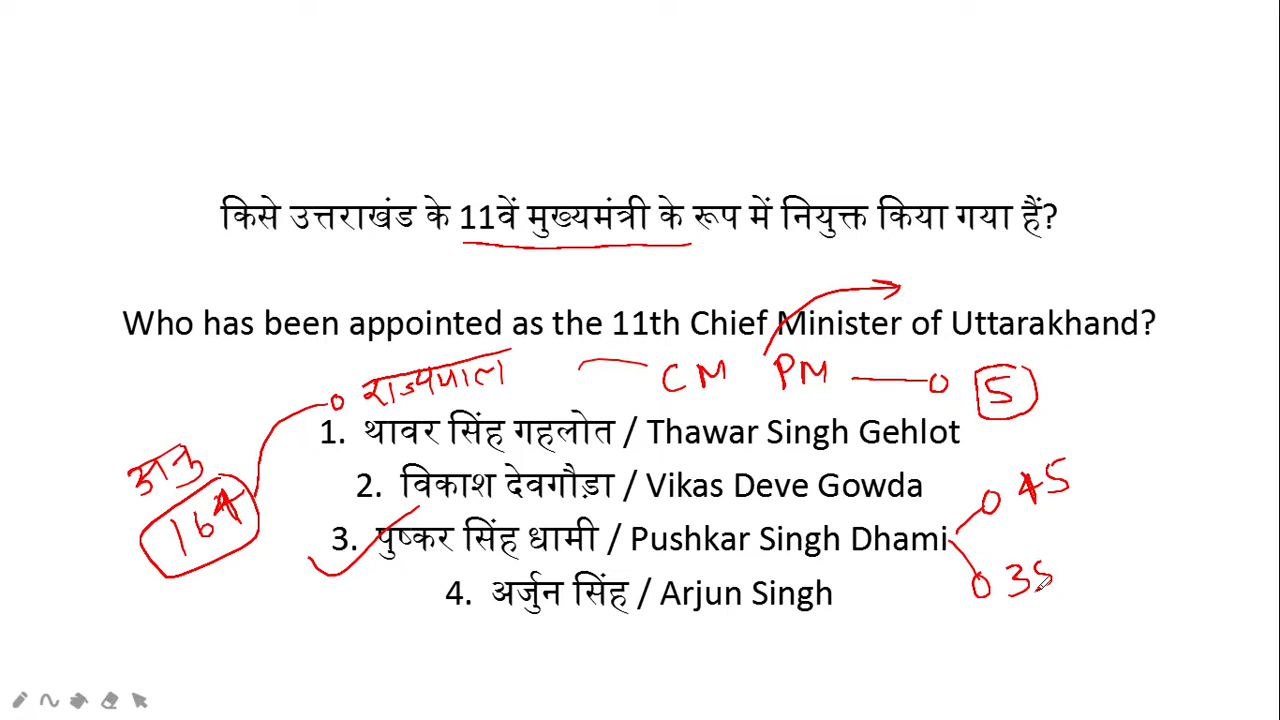 किसे उत्तराखंड के 11वें मुख्यमंत्री के रूप में नियुक्त किया गया हैं?
Who has been appointed as the 11th Chief Minister of Uttarakhand?
राज्यपाल CM PM 5
1. थावर सिंह गहलोत / Thawar Singh Gehlot
अनु 2. विकाश देवगौड़ा / Vikas Deve Gowda 45
164 3. पुष्कर सिंह धामी / Pushkar Singh Dhami
4. अर्जुन सिंह / Arjun Singh 35